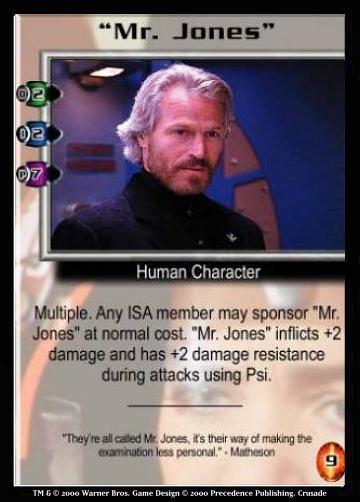 "Mr. Jones"
D 2
I 2
P 7
Human Character
Multiple. Any ISA member may sponsor "Mr.
Jones" at normal cost. "Mr. Jones" inflicts +2
damage and has +2 damage resistance
during attacks using Psi.
"They're all called Mr. Jones, it's their way of making the
examination less personal." - Matheson
9
TM & © 2000 Warner Bros. Game Design © 2000 Precedence Publishing. Crusade